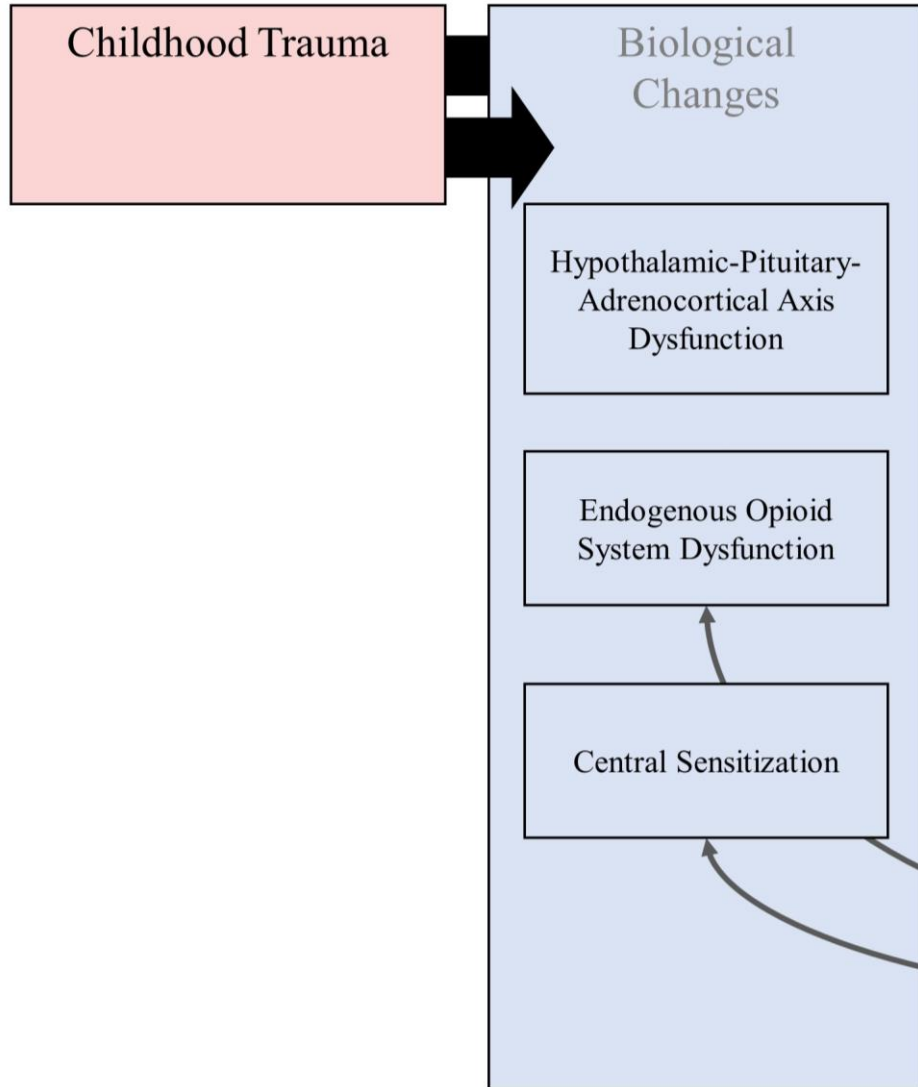 Childhood Trauma
Biological
Changes
Hypothalamic-Pituitary-
Adrenocortical Axis
Dysfunction
Endogenous Opioid
System Dysfunction
Central Sensitization